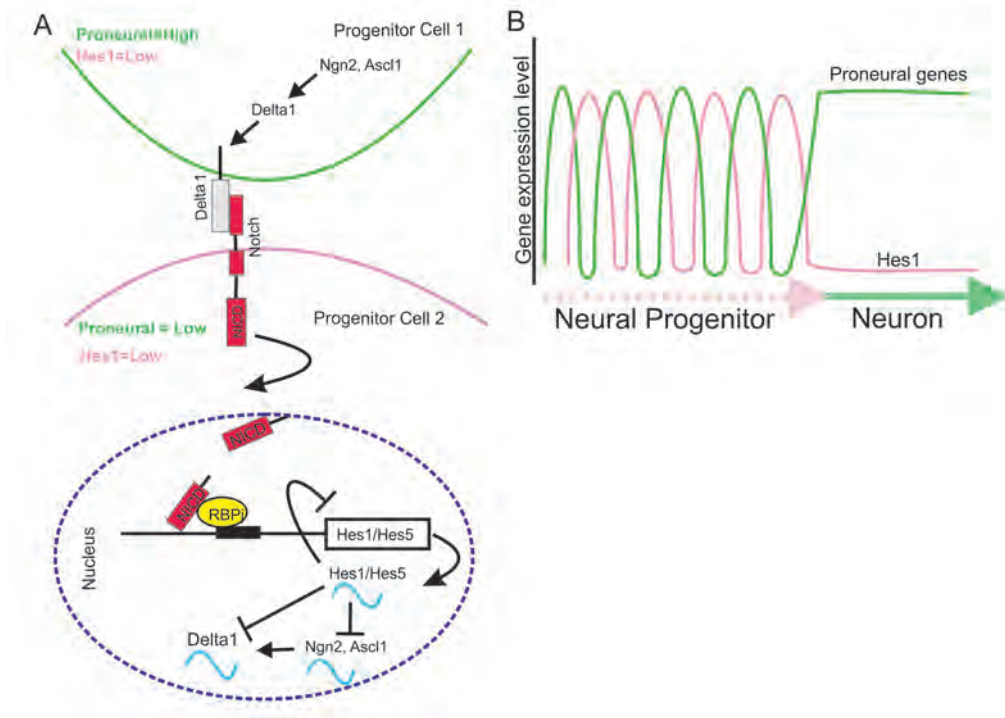 A
Proneural=High
Hes1=Low
Progenitor Cell 1
Ngn2, Ascl1
Delta1
Delta 1
Notch
NICD
Progenitor Cell 2
Proneural = Low
Hes1=Low
NICD
NICD
RBPj
Hes1/Hes5
Nucleus
Hes1/Hes5
Delta1
Ngn2, Ascl1
B
Gene expression level
Proneural genes
Hes1
Neural Progenitor
Neuron